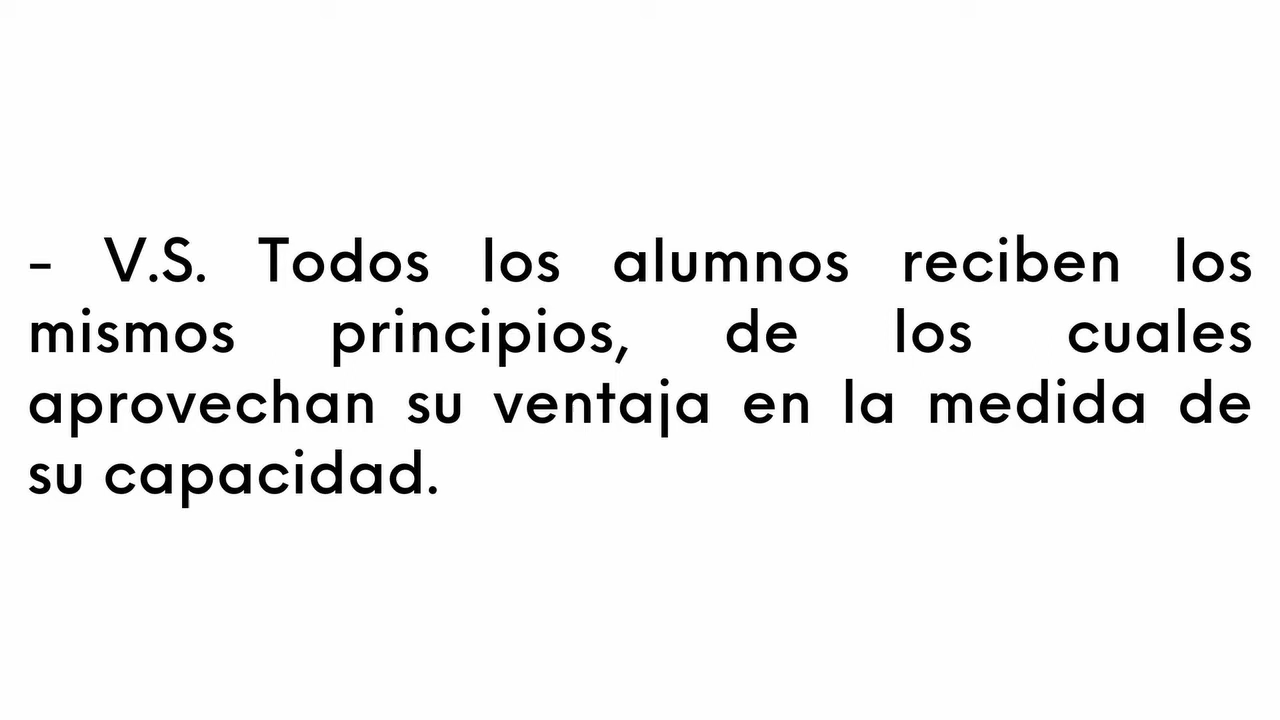 - V.S. Todos los alumnos reciben los
mismos principios, de los cuales
aprovechan su ventaja en la medida de
su capacidad.